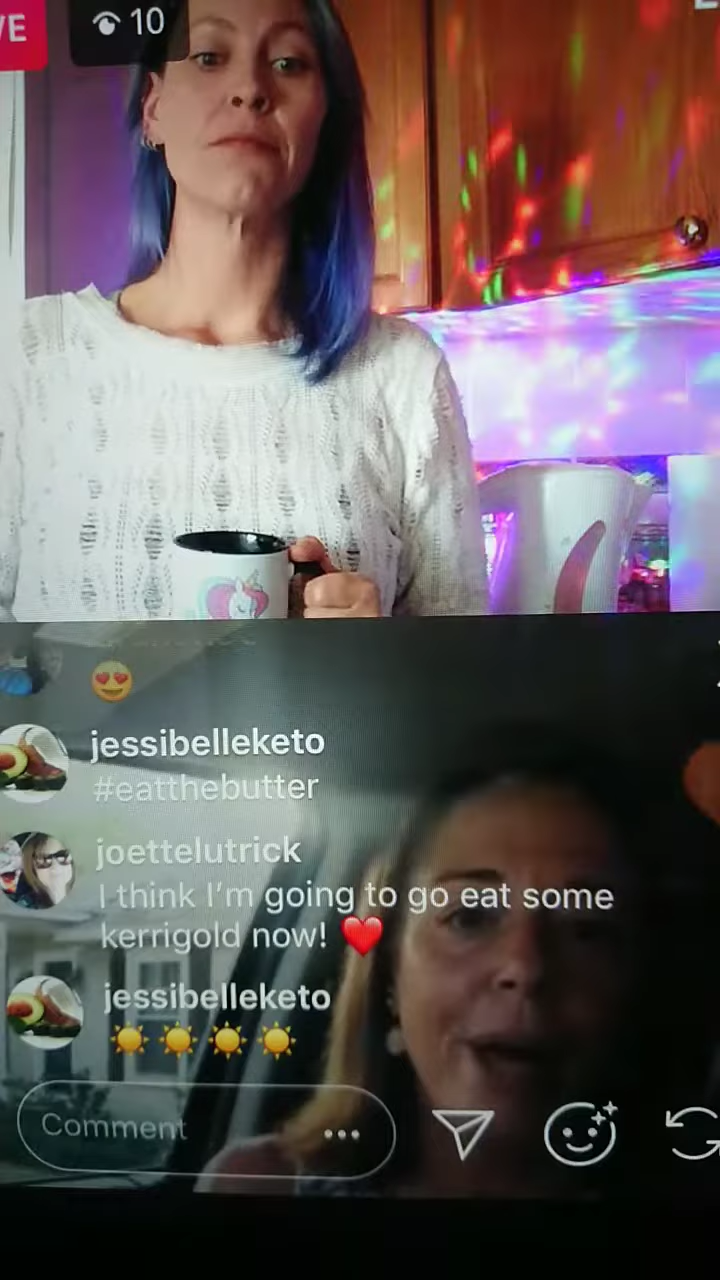 VE
10
jessibelleketo
#eatthebutter
joettelutrick
I think I'm going to go eat some
kerrigold now! ❤️
jessibelleketo
☀️☀️☀️☀️
Comment